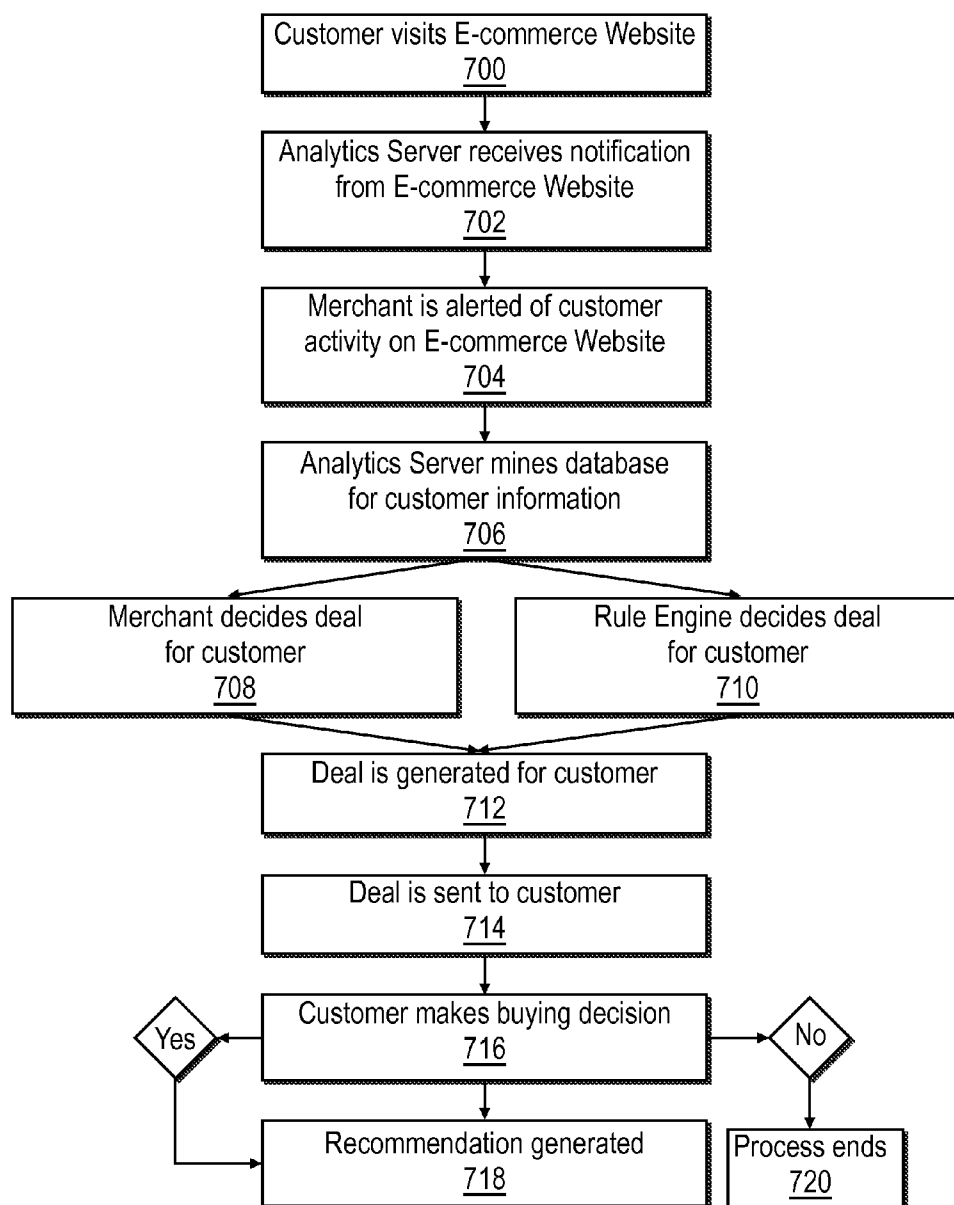 Customer visits E-commerce Website
700
Analytics Server receives notification
from E-commerce Website
702
Merchant is alerted of customer
activity on E-commerce Website
704
Analytics Server mines database
for customer information
706
Merchant decides deal
for customer
708
Rule Engine decides deal
for customer
710
Deal is generated for customer
712
Deal is sent to customer
714
Yes
Customer makes buying decision
716
No
Recommendation generated
718
Process ends
720